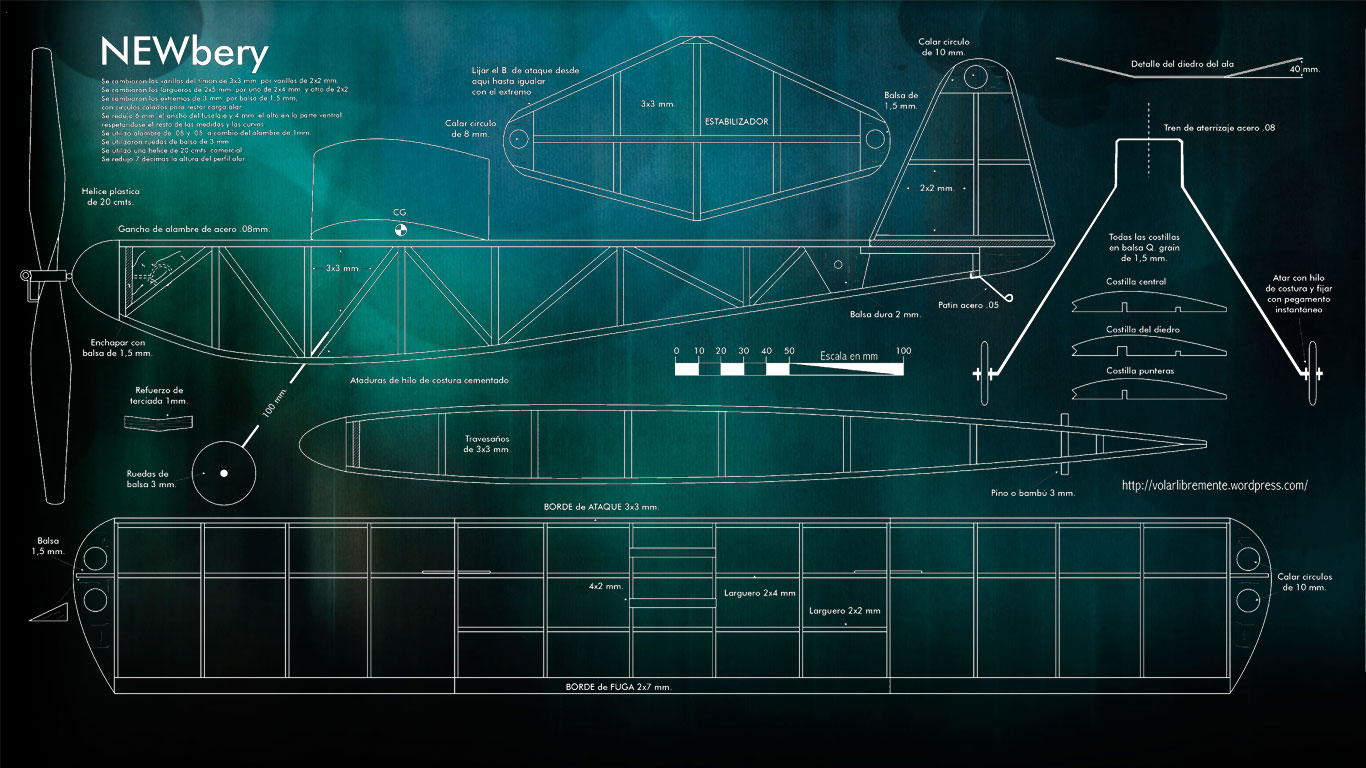 NEWbery
Se cambiaron las varillas del timon de 3x3 mm. por varillas de 2x2 mm.
Se cambiaron los largueros de 2x5 mm. por uno de 2x4 mm. y otro de 2x2
Se cambiaron los extremos de 3 mm. por balsa de 1,5 mm.
con circulos calados para restar carga alar
Se redujo 6 mm. el ancho del fuselaje y 4 mm. el alto en la parte ventral
respetandose el resto de las medidas y las curvas
Se utilizo alambre de .08 y .05 a cambio del alambre de 1mm.
Se utilizaron ruedas de balsa de 3 mm
Se utilizo una helice de 20 cmts. comercial
Se redujo 7 decimas la altura del perfil alar
Helice plastica
de 20 cmts.
Gancho de alambre de acero .08mm.
CG
3x3 mm.
Enchapar con
balsa de 1,5 mm.
Lijar el B. de ataque desde
aqui hasta igualar
con el extremo
Calar circulo
de 8 mm.
3x3 mm.
ESTABILIZADOR
Calar circulo
de 10 mm.
Balsa de
1,5 mm.
2x2 mm.
Detalle del diedro del ala
40 mm.
Tren de aterrizaje acero .08
Todas las costillas
en balsa Q. grain
de 1,5 mm.
Costilla central
Costilla del diedro
Costilla punteras
Atar con hilo
de costura y fijar
con pegamento
instantáneo
Patin acero .05
Balsa dura 2 mm.
0 10 20 30 40 50 Escala en mm 100
Ataduras de hilo de costura cementado
Refuerzo de
terciada 1mm.
100 mm.
Ruedas de
balsa 3 mm.
Travesaños
de 3x3 mm
Pino o bambú 3 mm.
http://volarlibremente.wordpress.com/
BORDE de ATAQUE 3x3 mm.
Balsa
1,5 mm.
4x2 mm.
Larguero 2x4 mm
Larguero 2x2 mm
Calar circulos
de 10 mm.
BORDE de FUGA 2x7 mm.